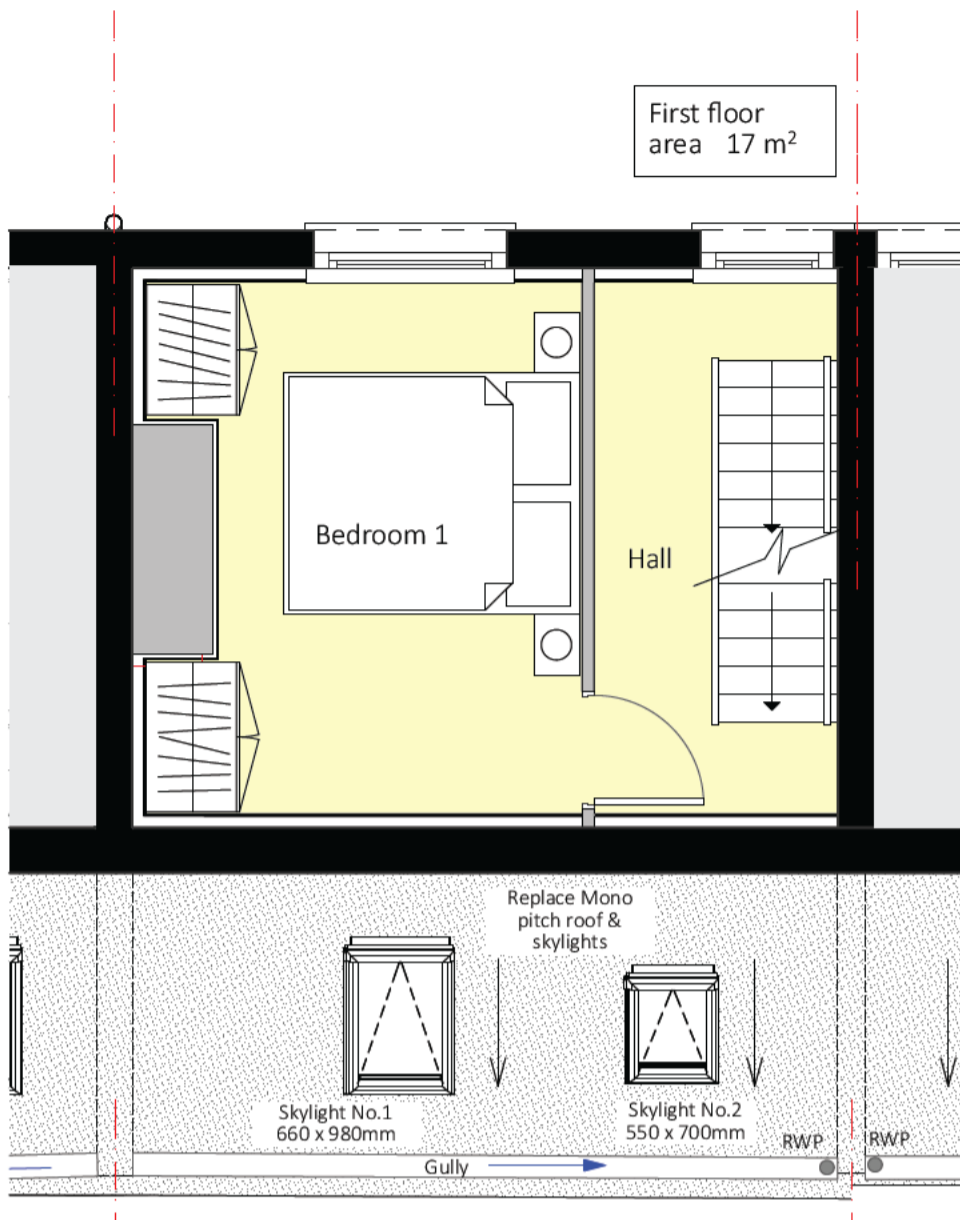 First floor
area 17 m²
Bedroom 1
Hall
Replace Mono
pitch roof &
skylights
Skylight No.1
660 x 980mm
Skylight No.2
550 x 700mm
RWP
RWP
Gully